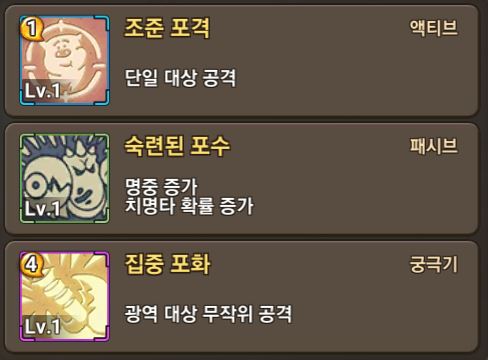 1
조준 포격
액티브
단일 대상 공격
Lv.1
숙련된 포수
패시브
명중 증가
치명타 확률 증가
Lv.1
4
집중 포화
궁극기
광역 대상 무작위 공격
Lv.1